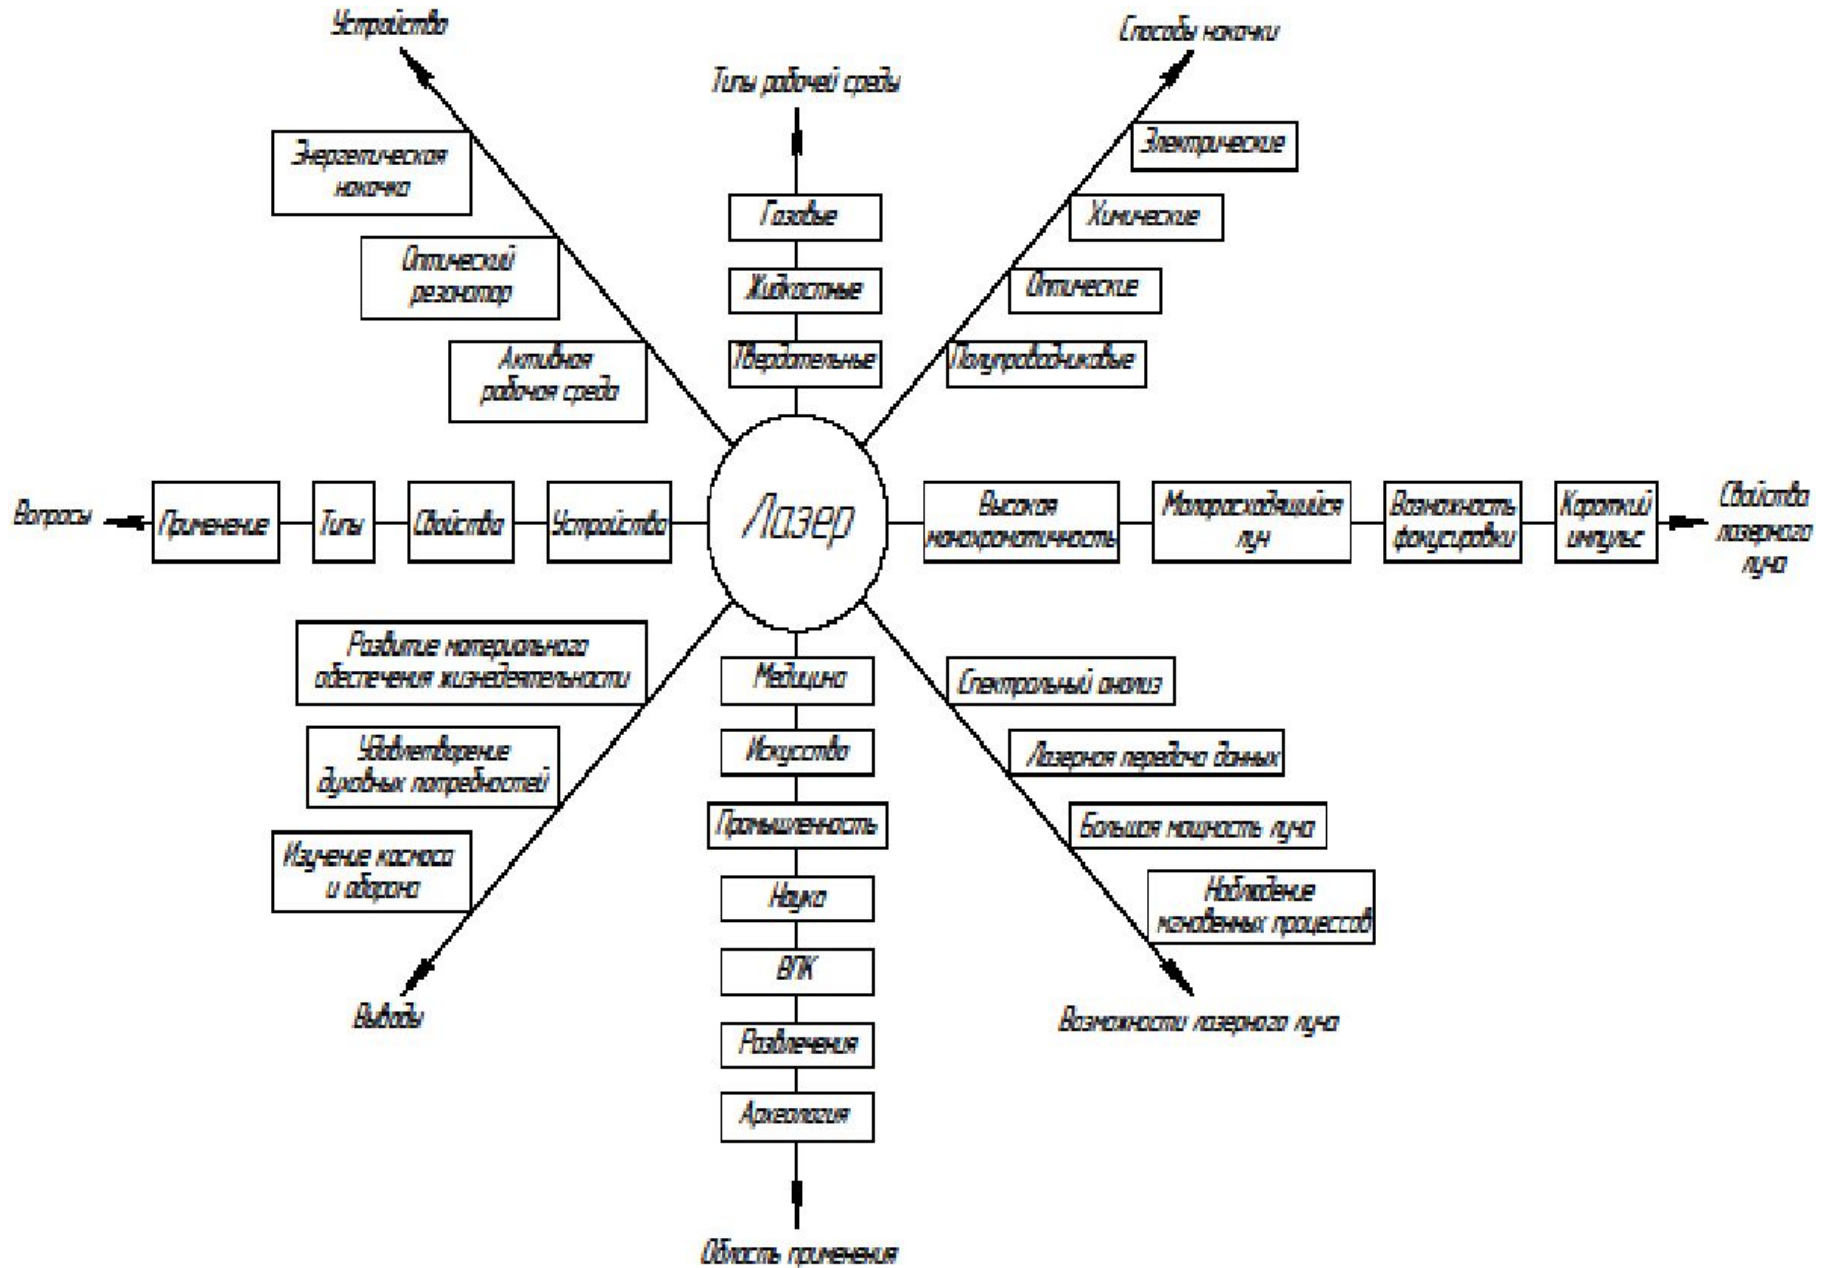 Устройство
Способы накачки
Типы рабочей среды
Энергетическая
накачка
Оптический
резонатор
Активная
рабочая среда
Газовые
Жидкостные
Твердотельные
Электрические
Химические
Оптические
Полупроводниковые
Вопросы
Применение
Типы
Свойства
Устройство
Лазер
Высокая
монохроматичность
Малорасходящийся
луч
Возможность
фокусировки
Короткий
импульс
Свойства
лазерного
луча
Развитие материального
обеспечения жизнедеятельности
Удовлетворение
духовных потребностей
Изучение космоса
и оборона
Выводы
Медицина
Искусство
Промышленность
Наука
ВПК
Развлечения
Археология
Область применения
Спектральный анализ
Лазерная передача данных
Большая мощность луча
Наблюдение
мгновенных процессов
Возможности лазерного луча